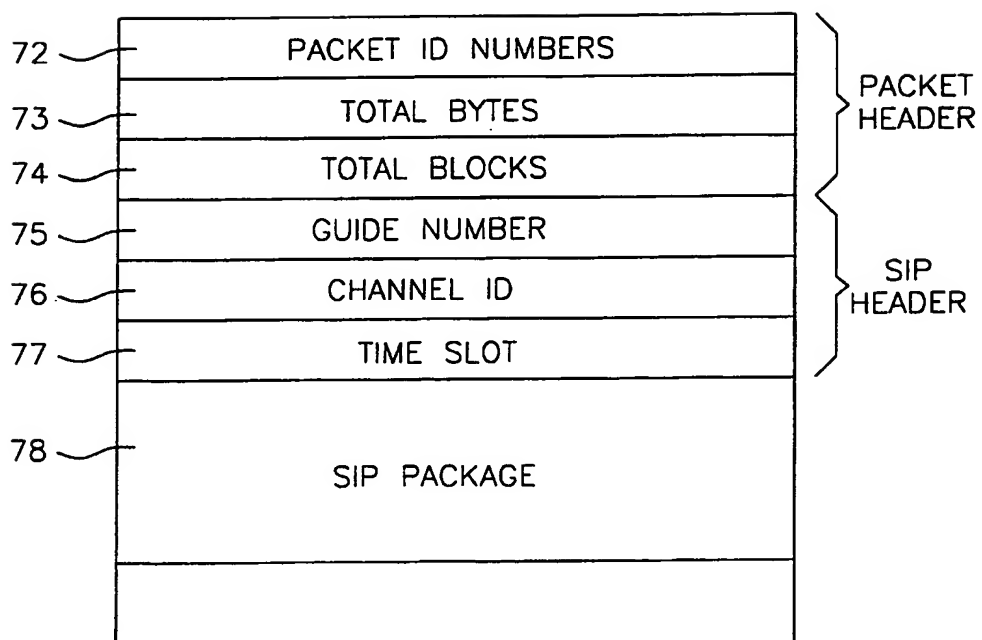 72 PACKET ID NUMBERS
73 TOTAL BYTES
74 TOTAL BLOCKS
PACKET
HEADER
75 GUIDE NUMBER
76 CHANNEL ID
77 TIME SLOT
SIP
HEADER
78 SIP PACKAGE